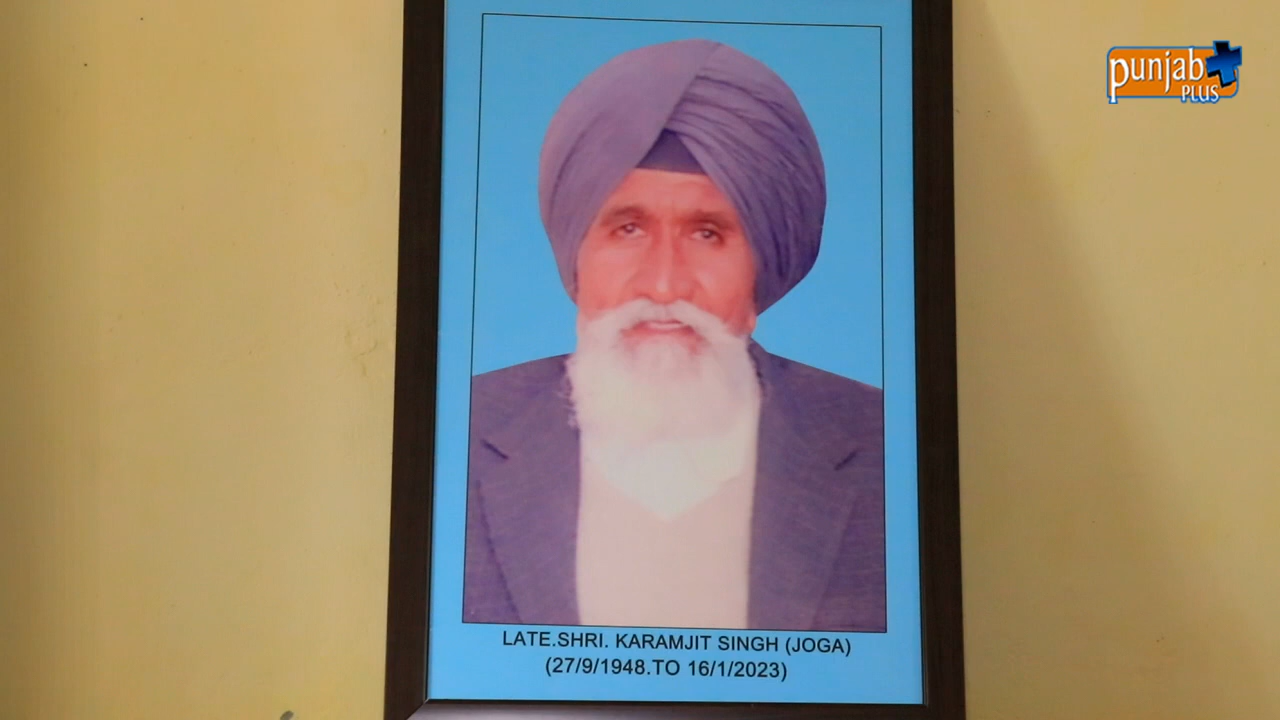 punjab
PLUS
LATE.SHRI. KARAMJIT SINGH (JOGA)
(27/9/1948.TO 16/1/2023)